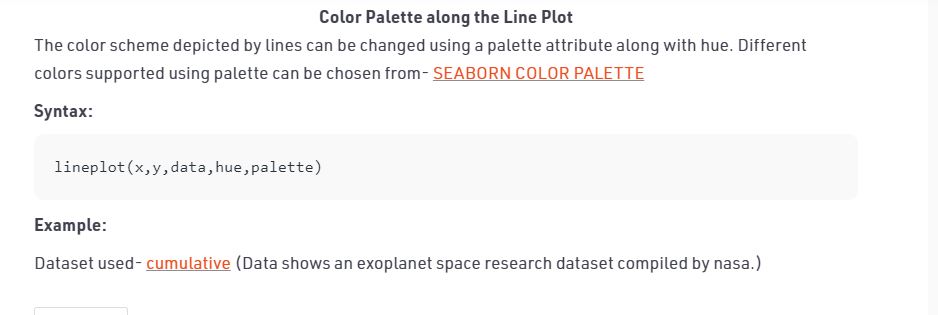 Color Palette along the Line Plot
The color scheme depicted by lines can be changed using a palette attribute along with hue. Different
colors supported using palette can be chosen from- SEABORN COLOR PALETTE
Syntax:
lineplot(x,y,data,hue,palette)
Example:
Dataset used- cumulative (Data shows an exoplanet space research dataset compiled by nasa.)